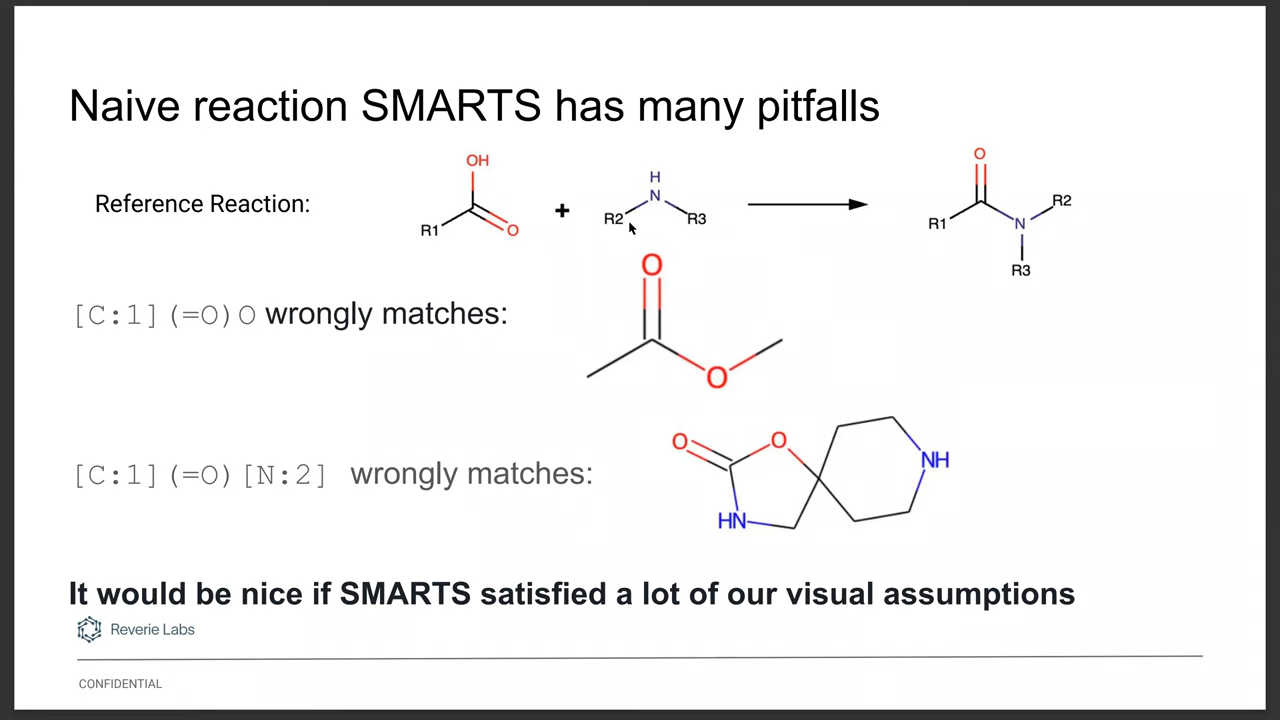 Naive reaction SMARTS has many pitfalls
Reference Reaction:
OH
R1
O
+
H
N
R2
R3
O
R1
N
R2
R3
[C:1](=O)O wrongly matches:
O
O
[C:1](=O)[N:2] wrongly matches:
O
O
NH
HN
It would be nice if SMARTS satisfied a lot of our visual assumptions
Reverie Labs
CONFIDENTIAL